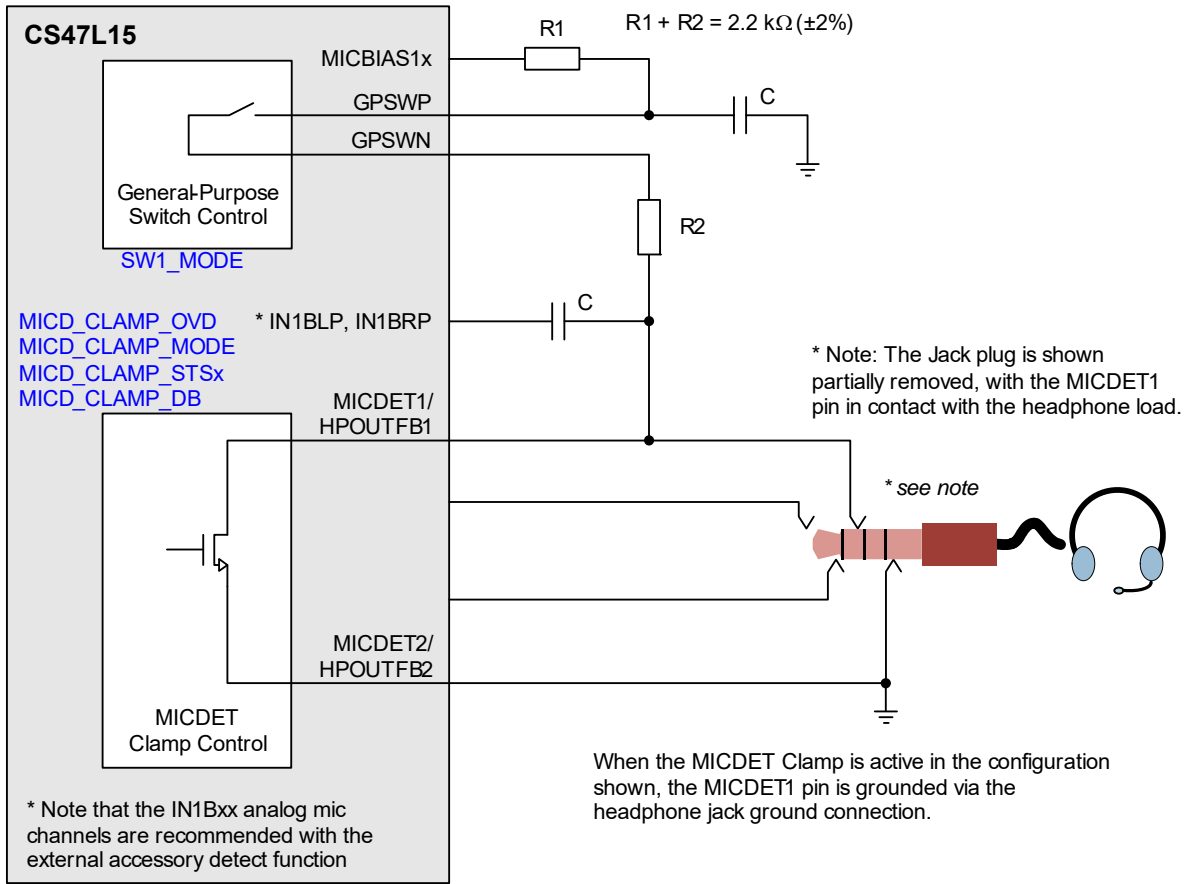 CS47L15
R1
R1 + R2 = 2.2 kΩ (±2%)
MICBIAS1x
GPSWP
C
GPSWN
General-Purpose
Switch Control
R2
SW1_MODE
MICD_CLAMP_OVD
MICD_CLAMP_MODE
MICD_CLAMP_STSx
MICD_CLAMP_DB
* IN1BLP, IN1BRP
C
* Note: The Jack plug is shown
partially removed, with the MICDET1
pin in contact with the headphone load.
MICDET1/
HPOUTFB1
* see note
MICDET2/
HPOUTFB2
MICDET
Clamp Control
When the MICDET Clamp is active in the configuration
shown, the MICDET1 pin is grounded via the
headphone jack ground connection.
* Note that the IN1Bxx analog mic
channels are recommended with the
external accessory detect function